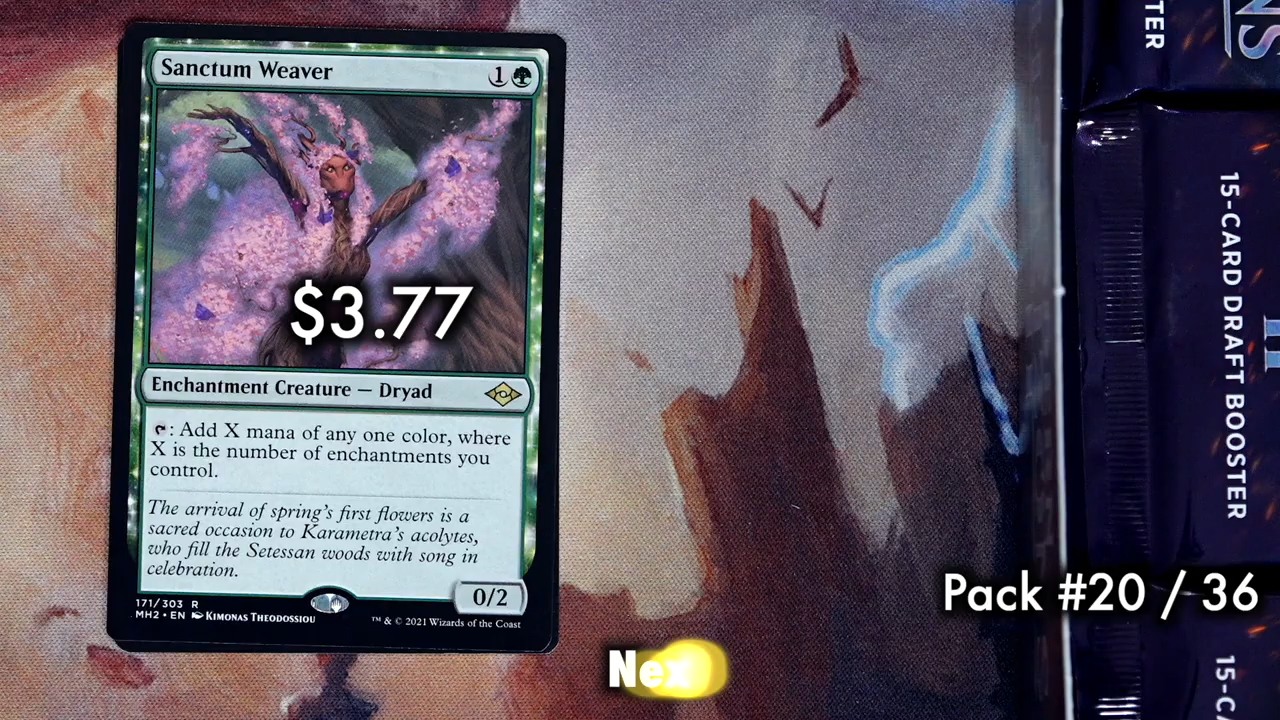 Sanctum Weaver 1
$3.77
Enchantment Creature — Dryad
: Add X mana of any one color, where
X is the number of enchantments you
control.
The arrival of spring's first flowers is a
sacred occasion to Karametra's acolytes,
who fill the Setessan woods with song in
celebration.
0/2
171/303 R
MH2 • EN KIMONAS THEODOSSIOU
™ & © 2021 Wizards of the Coast
Nex
Pack #20 / 36
TER
NS
15-CARD DRAFT BOOSTER
II
15-C